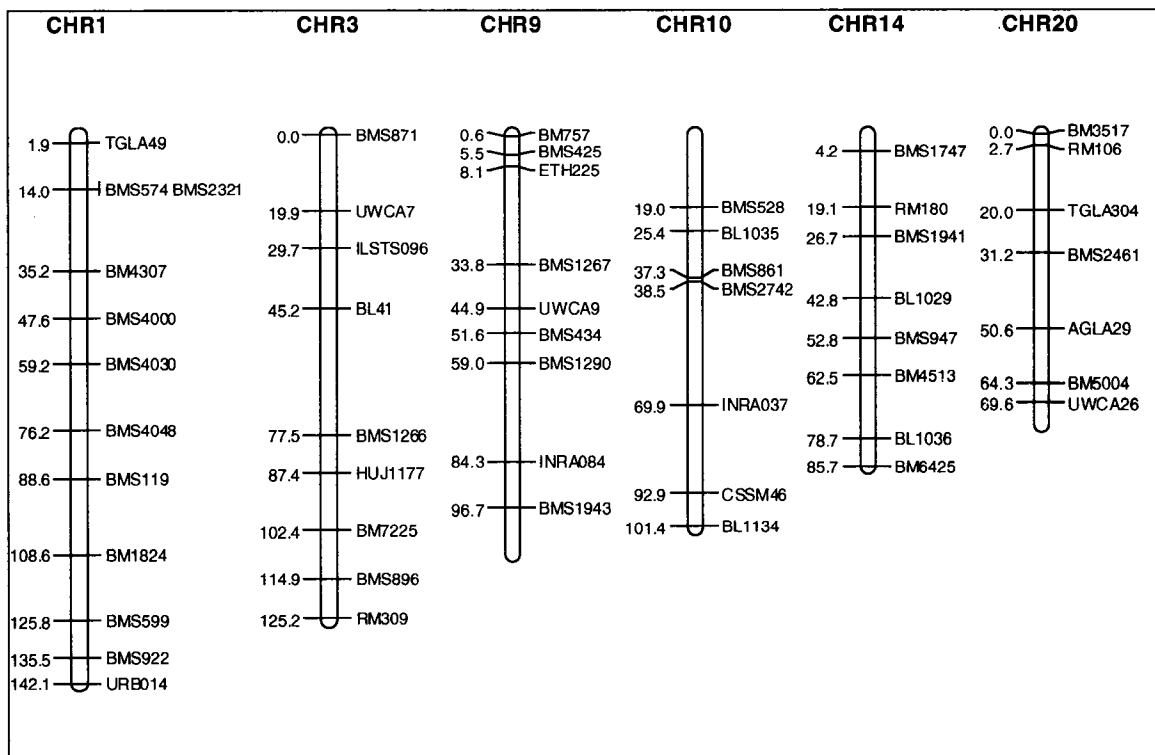 CHR1 CHR3 CHR9 CHR10 CHR14 CHR20
1.9 TGLA49
14.0 BMS574 BMS2321
35.2 BM4307
47.6 BMS4000
59.2 BMS4030
76.2 BMS4048
88.6 BMS119
108.6 BM1824
125.8 BMS599
135.5 BMS922
142.1 URB014
0.0 BMS871
19.9 UWCA7
29.7 ILSTS096
45.2 BL41
77.5 BMS1266
87.4 HUJ1177
102.4 BM7225
114.9 BMS896
125.2 RM309
0.6 BM757
5.5 BMS425
8.1 ETH225
33.8 BMS1267
44.9 UWCA9
51.6 BMS434
59.0 BMS1290
84.3 INRA084
96.7 BMS1943
19.0 BMS528
25.4 BL1035
37.3 BMS861
38.5 BMS2742
69.9 INRA037
92.9 CSSM46
101.4 BL1134
4.2 BMS1747
19.1 RM180
26.7 BMS1941
42.8 BL1029
52.8 BMS947
62.5 BM4513
78.7 BL1036
85.7 BM6425
0.0 BM3517
2.7 RM106
20.0 TGLA304
31.2 BMS2461
50.6 AGLA29
64.3 BM5004
69.6 UWCA26